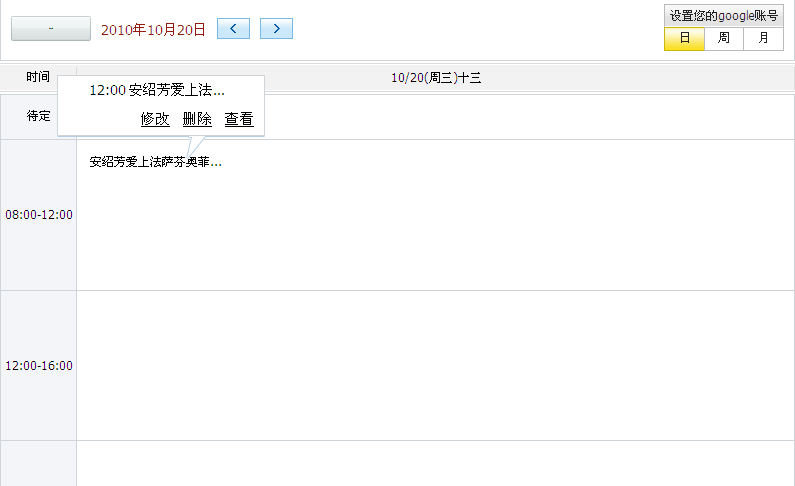 设置您的google账号
- 2010年10月20日 < >
日 周 月
时间 10/20(周三)十三
待定
12:00 安绍芳爱上法...
修改 删除 查看
安绍芳爱上法萨芬奥菲...
08:00-12:00
12:00-16:00